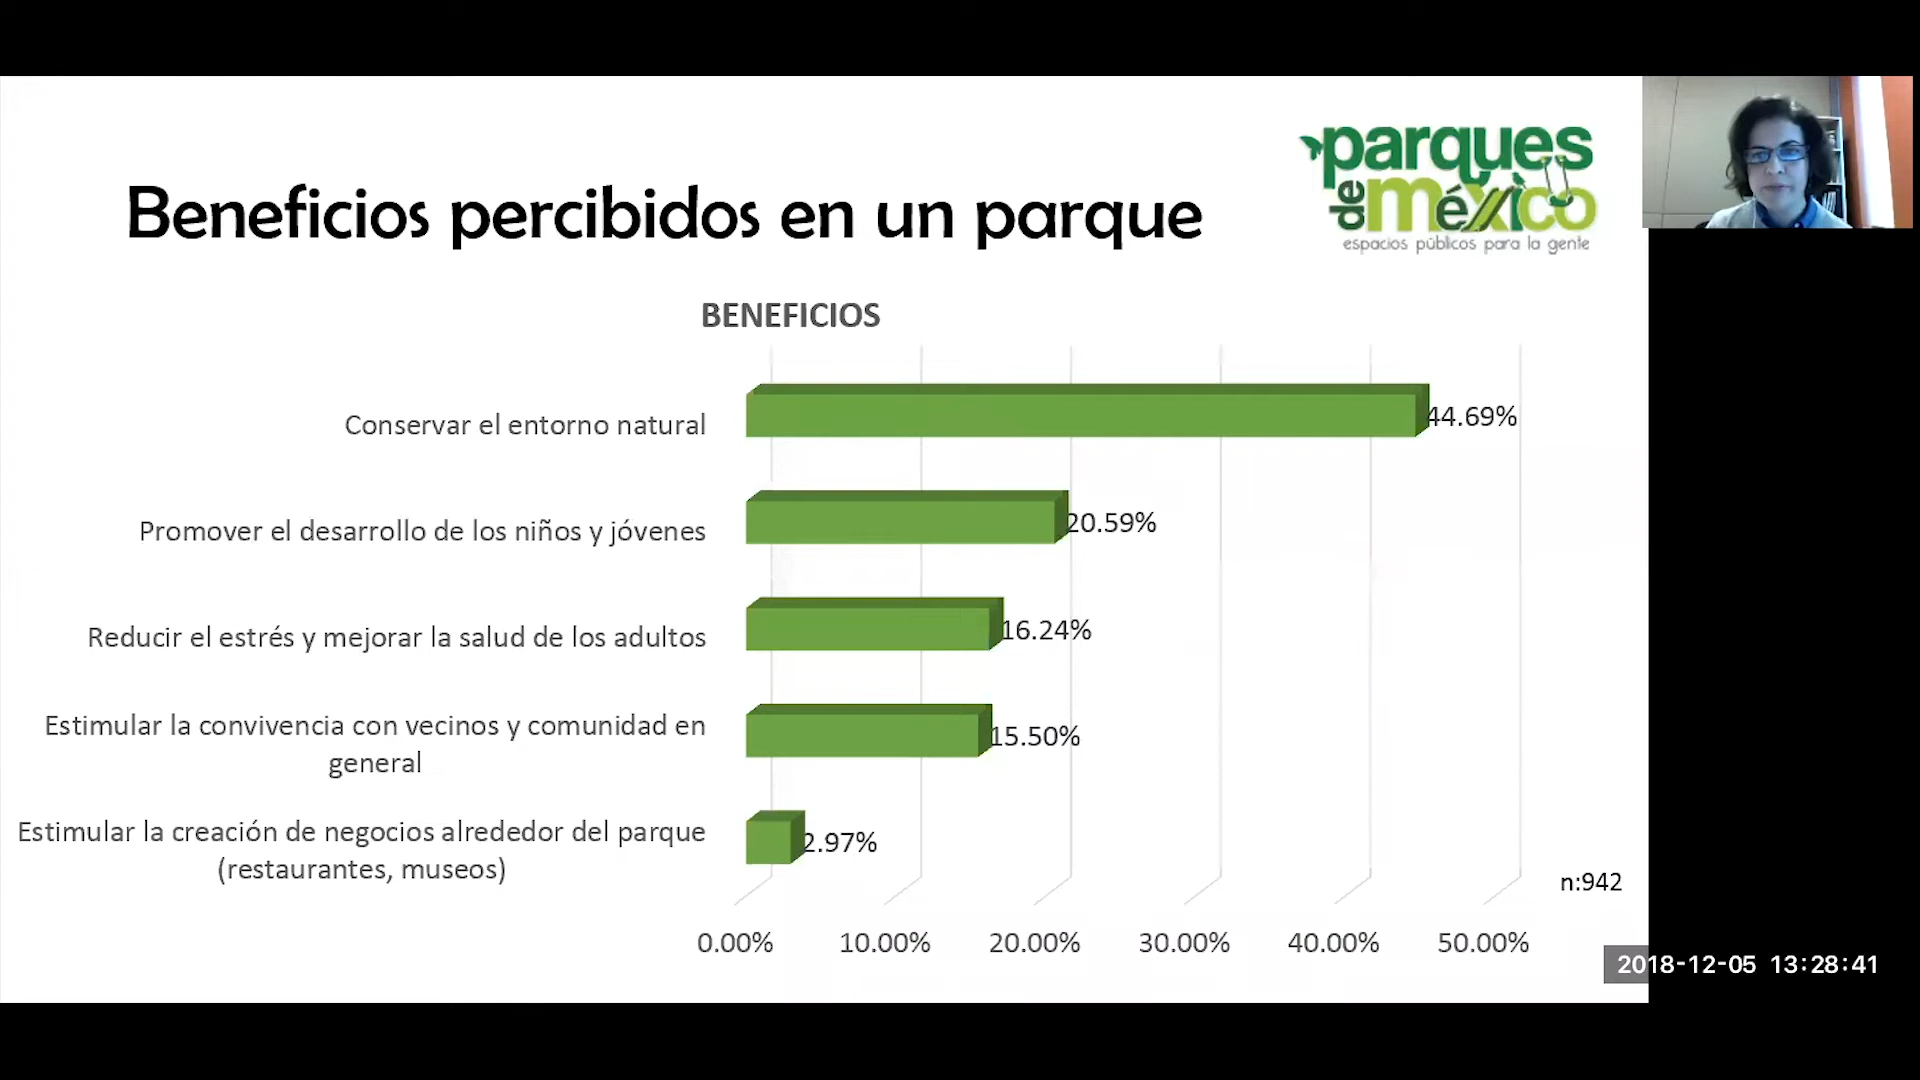 parques
de méxico
espacios públicos para la gente
Beneficios percibidos en un parque
BENEFICIOS
Conservar el entorno natural
44.69%
Promover el desarrollo de los niños y jóvenes
20.59%
Reducir el estrés y mejorar la salud de los adultos
16.24%
Estimular la convivencia con vecinos y comunidad en
general
15.50%
Estimular la creación de negocios alrededor del parque
(restaurantes, museos)
2.97%
n:942
0.00% 10.00% 20.00% 30.00% 40.00% 50.00%
2018-12-05 13:28:41